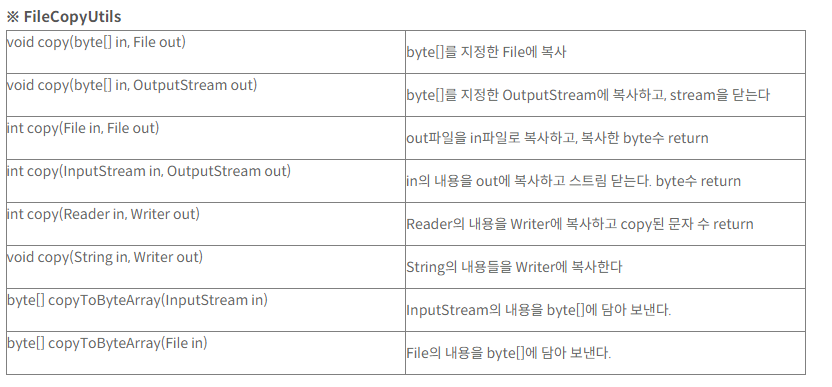 ※ FileCopyUtils
void copy(byte[] in, File out)
byte[]를 지정한 File에 복사
void copy(byte[] in, OutputStream out)
byte[]를 지정한 OutputStream에 복사하고, stream을 닫는다
int copy(File in, File out)
out파일을 in파일로 복사하고, 복사한 byte수 return
int copy(InputStream in, OutputStream out)
in의 내용을 out에 복사하고 스트림 닫는다. byte수 return
int copy(Reader in, Writer out)
Reader의 내용을 Writer에 복사하고 copy된 문자 수 return
void copy(String in, Writer out)
String의 내용들을 Writer에 복사한다
byte[] copyToByteArray(InputStream in)
InputStream의 내용을 byte[]에 담아 보낸다.
byte[] copyToByteArray(File in)
File의 내용을 byte[]에 담아 보낸다.